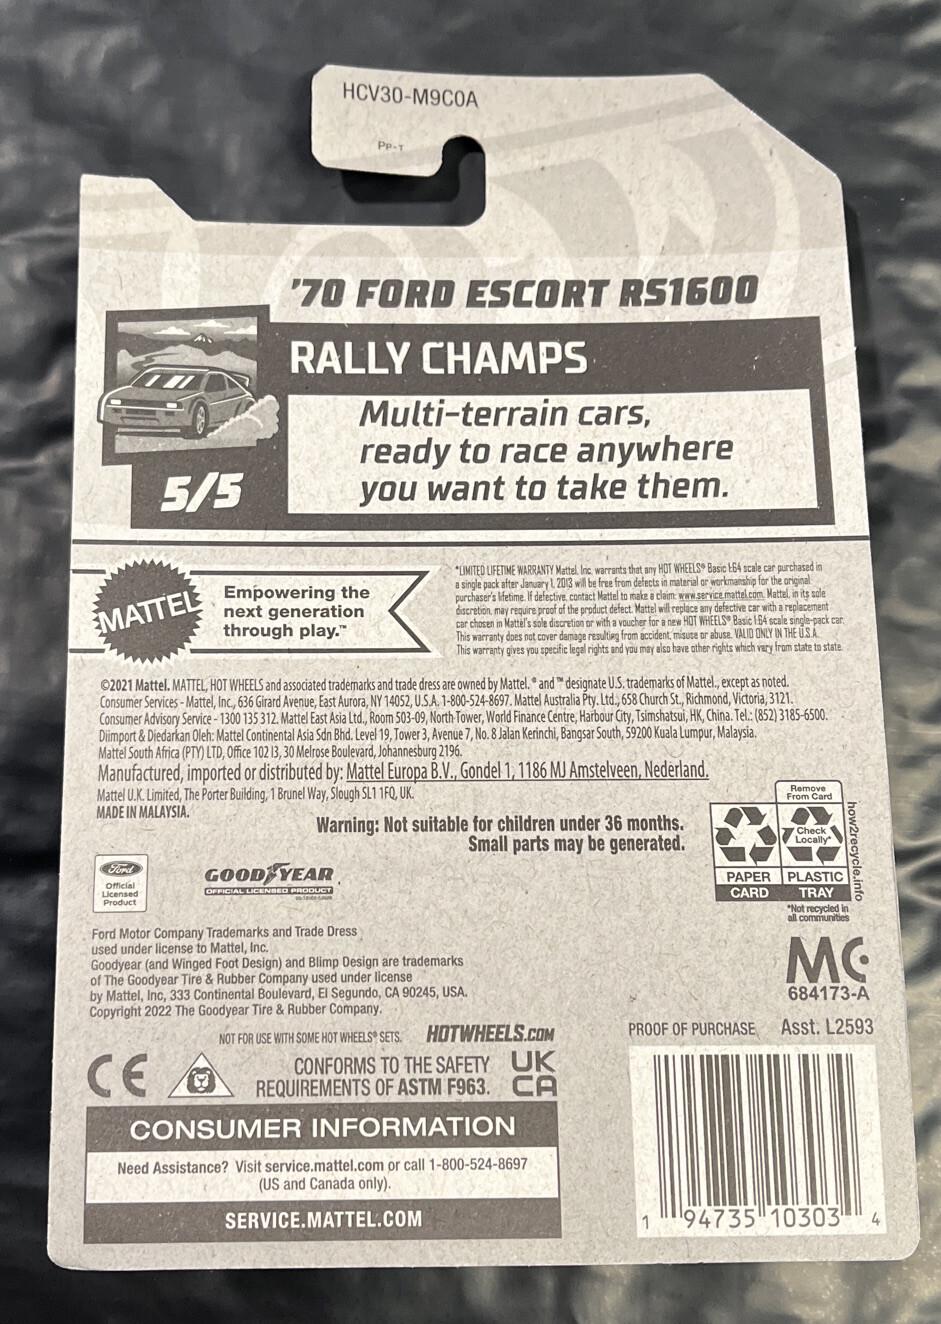 HCV30-M9C0A
PP-T
'70 FORD ESCORT RS1600
RALLY CHAMPS
Multi-terrain cars,
ready to race anywhere
you want to take them.
5/5
MATTEL
Empowering the
next generation
through play.™
*LIMITED LIFETIME WARRANTY Mattel, Inc. warrants that any HOT WHEELS® Basic 1:64 scale car purchased in
a single pack after January 1, 2013 will be free from defects in material or workmanship for the original
purchaser's lifetime. If defective, contact Mattel to make a claim: www.service.mattel.com. Mattel, in its sole
discretion, may require proof of the product defect. Mattel will replace any defective car with a replacement
car chosen in Mattel's sole discretion or with a voucher for a new HOT WHEELS® Basic 1:64 scale single-pack car.
This warranty does not cover damage resulting from accident, misuse or abuse. VALID ONLY IN THE U.S.A.
This warranty gives you specific legal rights and you may also have other rights which vary from state to state.
©2021 Mattel. MATTEL, HOT WHEELS and associated trademarks and trade dress are owned by Mattel. ® and ™ designate U.S. trademarks of Mattel., except as noted.
Consumer Services - Mattel, Inc., 636 Girard Avenue, East Aurora, NY 14052, U.S.A. 1-800-524-8697. Mattel Australia Pty. Ltd., 658 Church St., Richmond, Victoria, 3121.
Consumer Advisory Service - 1300 135 312. Mattel East Asia Ltd., Room 503-09, North Tower, World Finance Centre, Harbour City, Tsimshatsui, HK, China. Tel.: (852) 3185-6500.
Diimport & Diedarkan Oleh: Mattel Continental Asia Sdn Bhd. Level 19, Tower 3, Avenue 7, No. 8 Jalan Kerinchi, Bangsar South, 59200 Kuala Lumpur, Malaysia.
Mattel South Africa (PTY) LTD, Office 102 I3, 30 Melrose Boulevard, Johannesburg 2196.
Manufactured, imported or distributed by: Mattel Europa B.V., Gondel 1, 1186 MJ Amstelveen, Nederland.
Mattel U.K. Limited, The Porter Building, 1 Brunel Way, Slough SL1 1FQ, UK.
MADE IN MALAYSIA.
Warning: Not suitable for children under 36 months.
Small parts may be generated.
Remove
From Card
Check
Locally*
PAPER
CARD
PLASTIC
TRAY
how2recycle.info
*Not recycled in
all communities
Ford
Official
Licensed
Product
GOODYEAR
OFFICIAL LICENSED PRODUCT
Ford Motor Company Trademarks and Trade Dress
used under license to Mattel, Inc.
Goodyear (and Winged Foot Design) and Blimp Design are trademarks
of The Goodyear Tire & Rubber Company used under license
by Mattel, Inc, 333 Continental Boulevard, El Segundo, CA 90245, USA.
Copyright 2022 The Goodyear Tire & Rubber Company.
MC
684173-A
NOT FOR USE WITH SOME HOT WHEELS® SETS.
HOTWHEELS.COM
PROOF OF PURCHASE
Asst. L2593
CE
CONFORMS TO THE SAFETY
REQUIREMENTS OF ASTM F963.
UK
CA
CONSUMER INFORMATION
Need Assistance? Visit service.mattel.com or call 1-800-524-8697
(US and Canada only).
SERVICE.MATTEL.COM
1 94735 10303 4